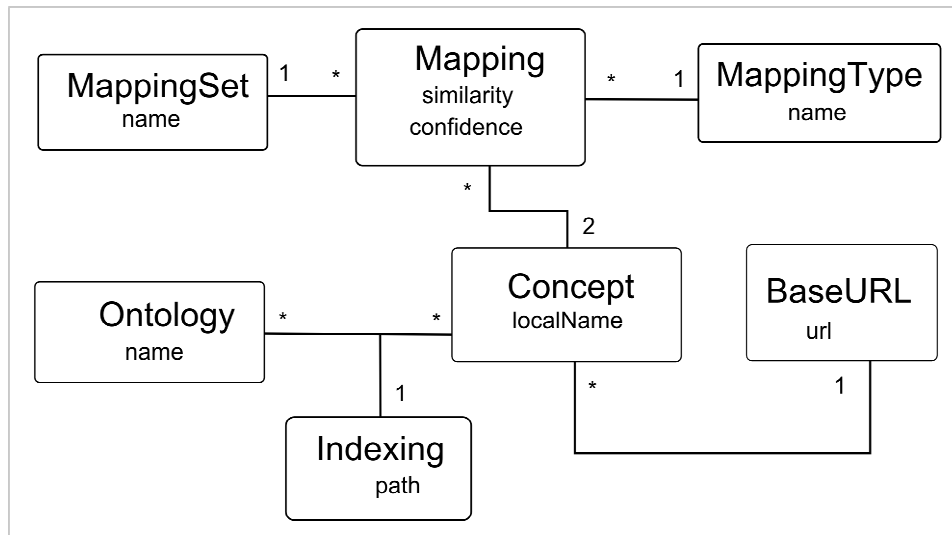 MappingSet
name
1
*
Mapping
similarity
confidence
*
1
MappingType
name
*
2
Ontology
name
*
*
Concept
localName
BaseURL
url
1
Indexing
path
*
1